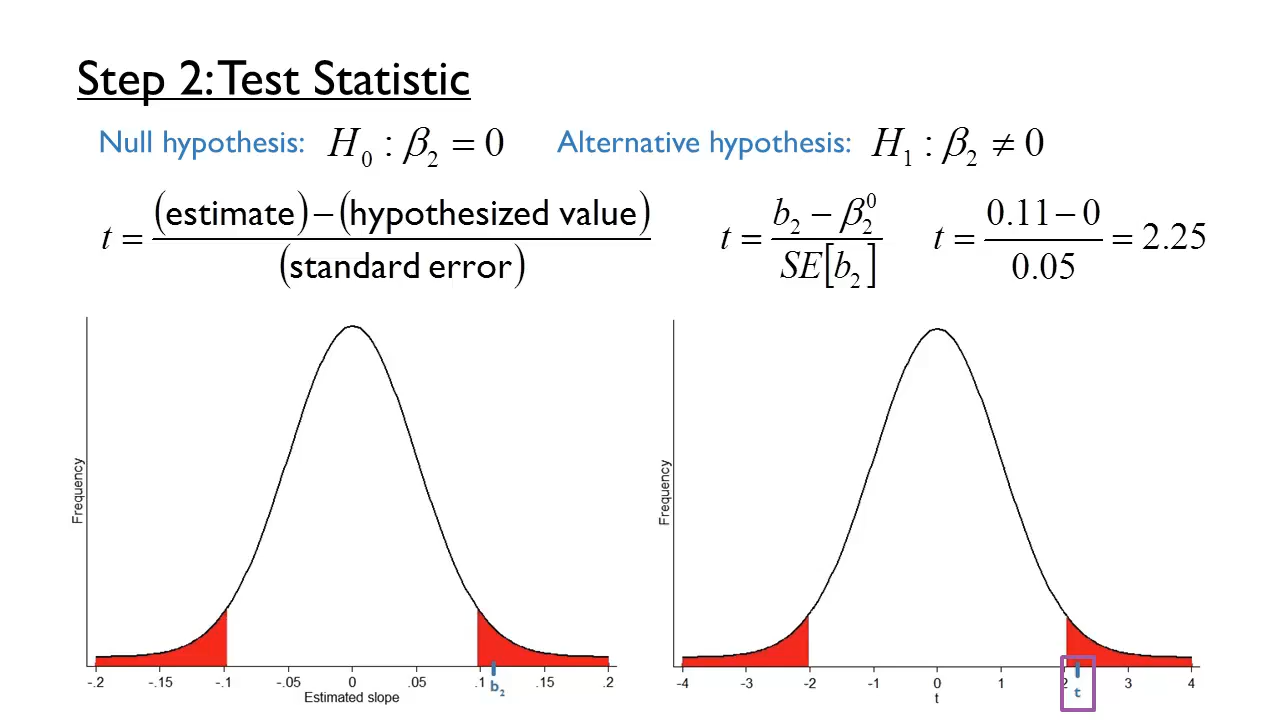 Step 2: Test Statistic
Null hypothesis: H₀ : β₂ = 0 Alternative hypothesis: H₁ : β₂ ≠ 0
t = (estimate) − (hypothesized value) / (standard error) t = b₂ − β₂⁰ / SE[b₂] t = 0.11 − 0 / 0.05 = 2.25
Frequency
-.2 -.15 -.1 -.05 0 .05 .1 .15 .2
b₂
Estimated slope
Frequency
-4 -3 -2 -1 0 1 2 3 4
t
t